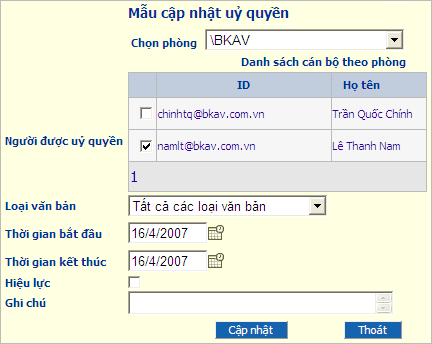 Mẫu cập nhật uỷ quyền
Chọn phòng \BKAV
Danh sách cán bộ theo phòng
ID Họ tên
chinhtq@bkav.com.vn Trần Quốc Chính
Người được uỷ quyền namlt@bkav.com.vn Lê Thanh Nam
1
Loại văn bản Tất cả các loại văn bản
Thời gian bắt đầu 16/4/2007
Thời gian kết thúc 16/4/2007
Hiệu lực
Ghi chú
Cập nhật Thoát